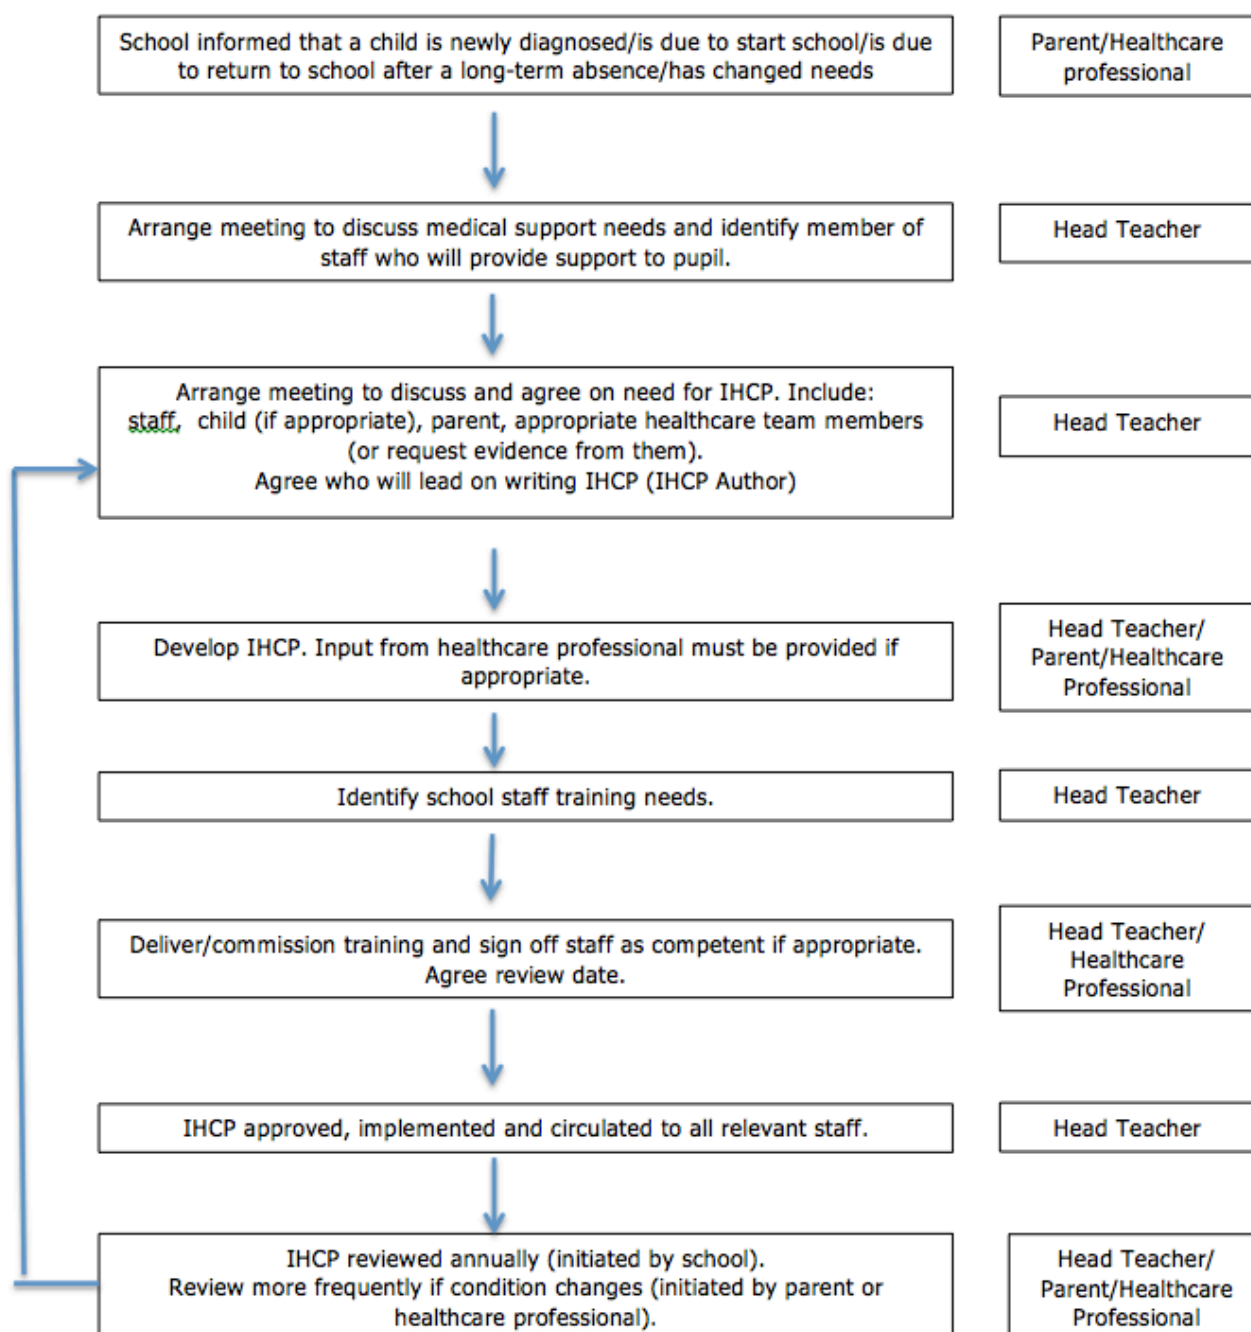 School informed that a child is newly diagnosed/is due to start school/is due
to return to school after a long-term absence/has changed needs
Parent/Healthcare
professional
Arrange meeting to discuss medical support needs and identify member of
staff who will provide support to pupil.
Head Teacher
Arrange meeting to discuss and agree on need for IHCP. Include:
staff,  child (if appropriate), parent, appropriate healthcare team members
(or request evidence from them).
Agree who will lead on writing IHCP (IHCP Author)
Head Teacher
Develop IHCP. Input from healthcare professional must be provided if
appropriate.
Head Teacher/
Parent/Healthcare
Professional
Identify school staff training needs.
Head Teacher
Deliver/commission training and sign off staff as competent if appropriate.
Agree review date.
Head Teacher/
Healthcare
Professional
IHCP approved, implemented and circulated to all relevant staff.
Head Teacher
IHCP reviewed annually (initiated by school).
Review more frequently if condition changes (initiated by parent or
healthcare professional).
Head Teacher/
Parent/Healthcare
Professional